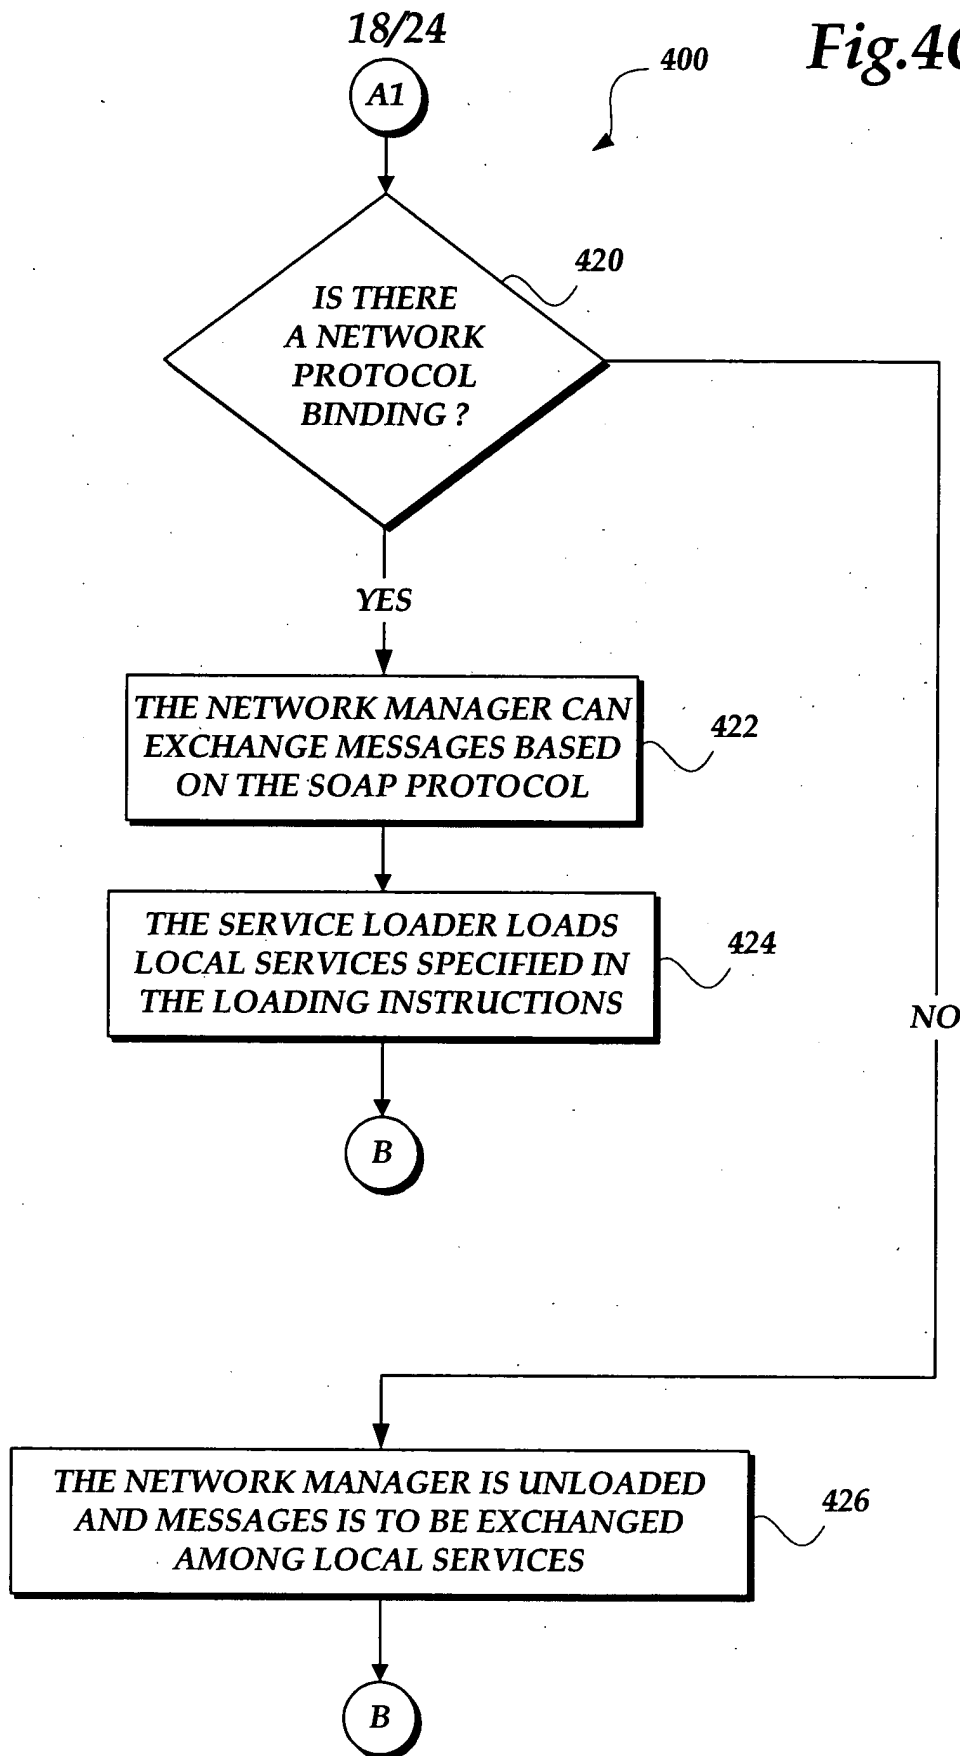 18/24
Fig.4C
A1
400
420
IS THERE
A NETWORK
PROTOCOL
BINDING ?
YES
THE NETWORK MANAGER CAN
EXCHANGE MESSAGES BASED
ON THE SOAP PROTOCOL
422
THE SERVICE LOADER LOADS
LOCAL SERVICES SPECIFIED IN
THE LOADING INSTRUCTIONS
424
NO
B
THE NETWORK MANAGER IS UNLOADED
AND MESSAGES IS TO BE EXCHANGED
AMONG LOCAL SERVICES
426
B